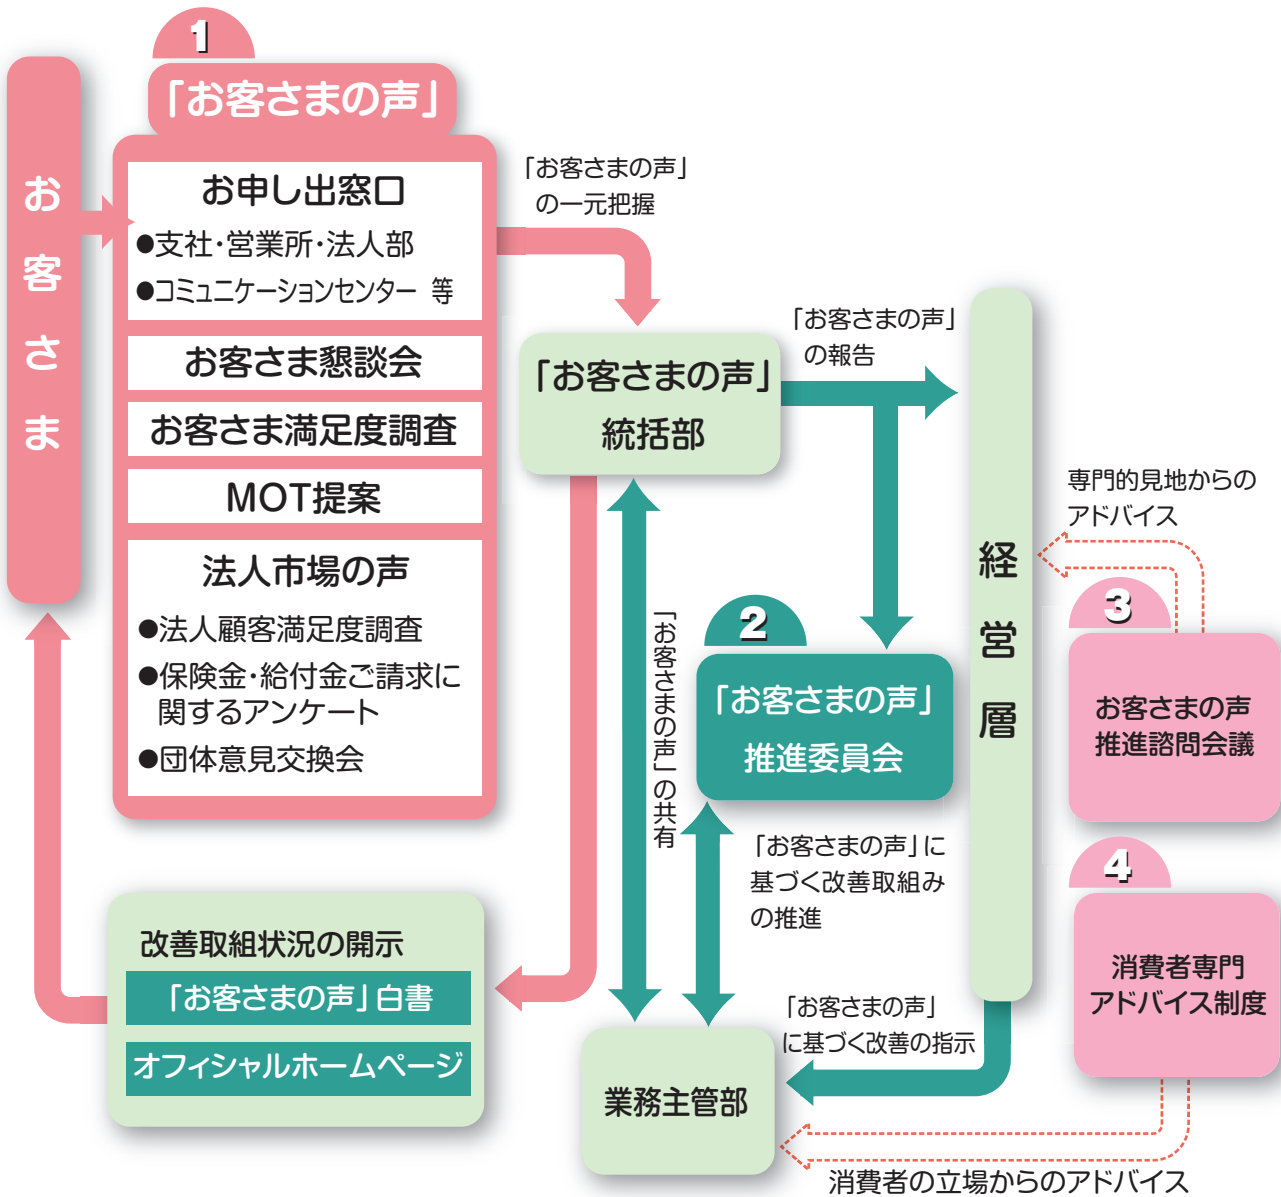 お客さま
1
「お客さまの声」
お申し出窓口
●支社・営業所・法人部
●コミュニケーションセンター 等
お客さま懇談会
お客さま満足度調査
MOT提案
法人市場の声
●法人顧客満足度調査
●保険金・給付金ご請求に
関するアンケート
●団体意見交換会
「お客さまの声」
の一元把握
「お客さまの声」
統括部
「お客さまの声」
の報告
経営層
専門的見地からの
アドバイス
「お客さまの声」の共有
2
「お客さまの声」
推進委員会
3
お客さまの声
推進諮問会議
「お客さまの声」に
基づく改善取組み
の推進
4
消費者専門
アドバイス制度
改善取組状況の開示
「お客さまの声」白書
オフィシャルホームページ
「お客さまの声」
に基づく改善の指示
業務主管部
消費者の立場からのアドバイス